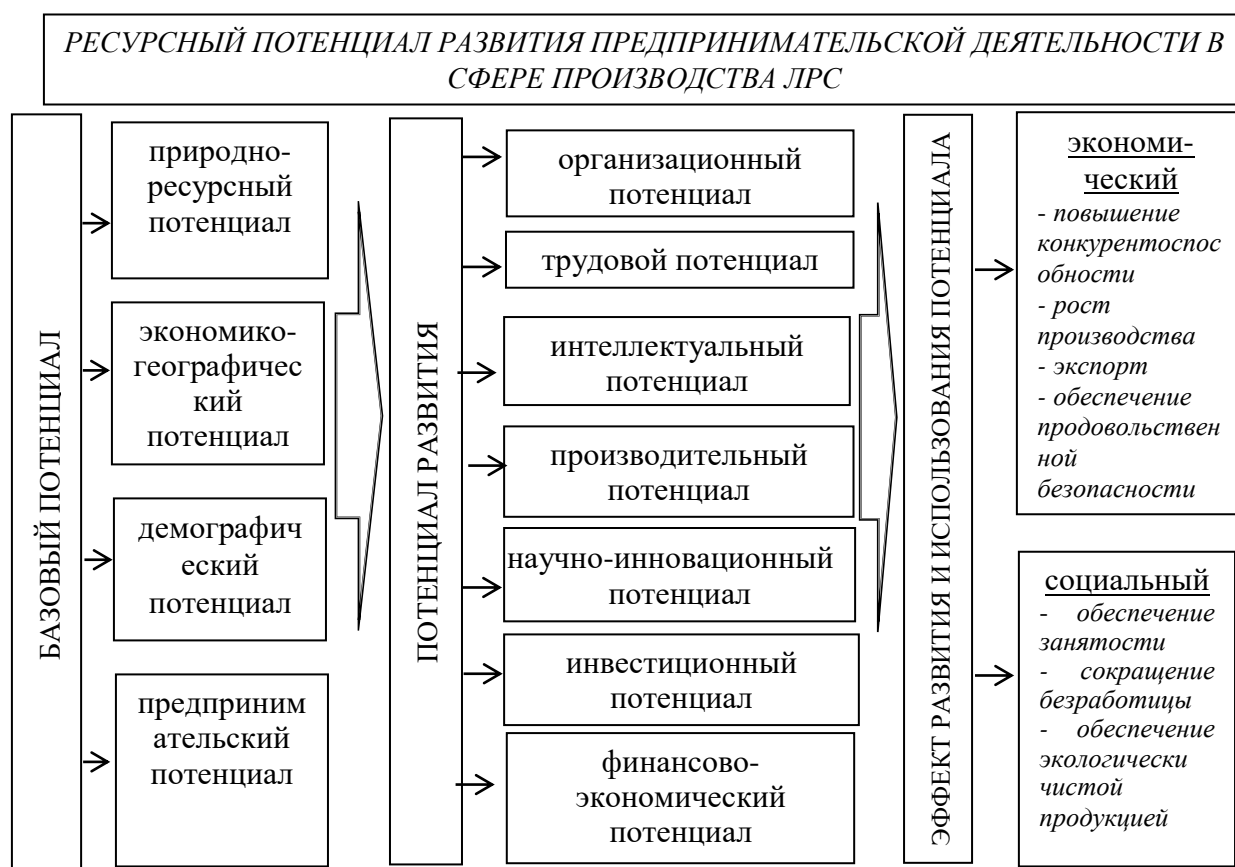 РЕСУРСНЫЙ ПОТЕНЦИАЛ РАЗВИТИЯ ПРЕДПРИНИМАТЕЛЬСКОЙ ДЕЯТЕЛЬНОСТИ В
СФЕРЕ ПРОИЗВОДСТВА ЛРС
БАЗОВЫЙ ПОТЕНЦИАЛ
природно-
ресурсный
потенциал
экономико-
географичес
кий
потенциал
демографич
еский
потенциал
предприним
ательский
потенциал
ПОТЕНЦИАЛ РАЗВИТИЯ
организационный
потенциал
трудовой потенциал
интеллектуальный
потенциал
производительный
потенциал
научно-инновационный
потенциал
инвестиционный
потенциал
финансово-
экономический
потенциал
ЭФФЕКТ РАЗВИТИЯ И ИСПОЛЬЗОВАНИЯ ПОТЕНЦИАЛА
экономи-
ческий
- повышение
конкурентоспос
обности
- рост
производства
- экспорт
- обеспечение
продовольствен
ной
безопасности
социальный
- обеспечение
занятости
- сокращение
безработицы
- обеспечение
экологически
чистой
продукцией